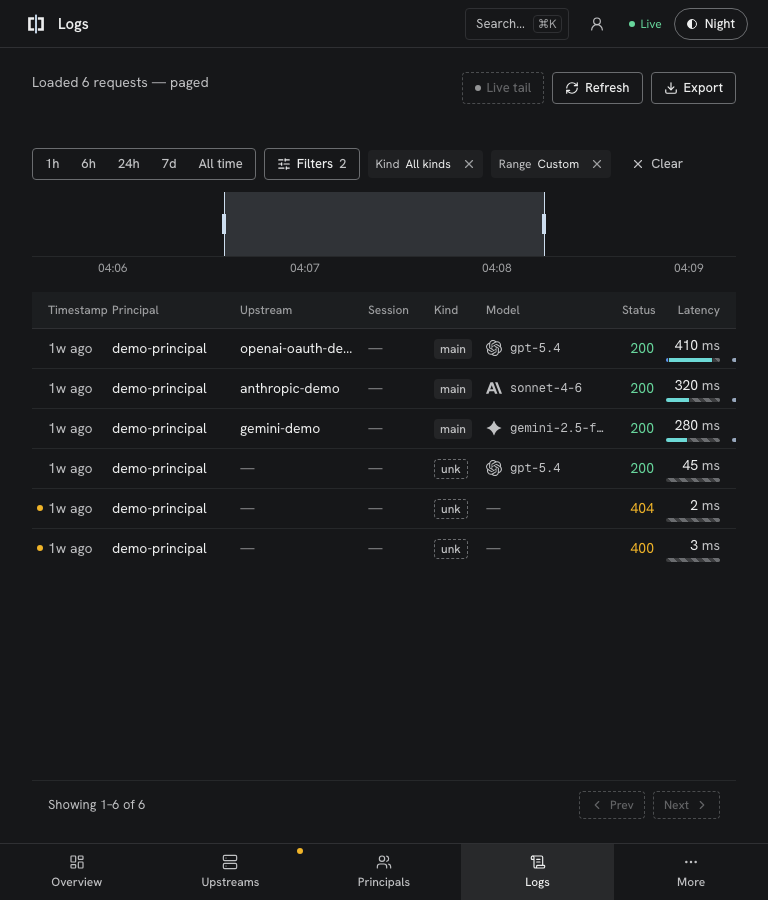 Logs
Search... ⌘K
Live
Night
Loaded 6 requests — paged
Live tail
Refresh
Export
1h 6h 24h 7d All time
Filters 2
Kind All kinds
Range Custom
Clear
04:06 04:07 04:08 04:09
Timestamp Principal Upstream Session Kind Model Status Latency
1w ago demo-principal openai-oauth-de... — main gpt-5.4 200 410 ms
1w ago demo-principal anthropic-demo — main sonnet-4-6 200 320 ms
1w ago demo-principal gemini-demo — main gemini-2.5-f... 200 280 ms
1w ago demo-principal — — unk gpt-5.4 200 45 ms
1w ago demo-principal — — unk — 404 2 ms
1w ago demo-principal — — unk — 400 3 ms
Showing 1–6 of 6
Prev Next
Overview Upstreams Principals Logs More